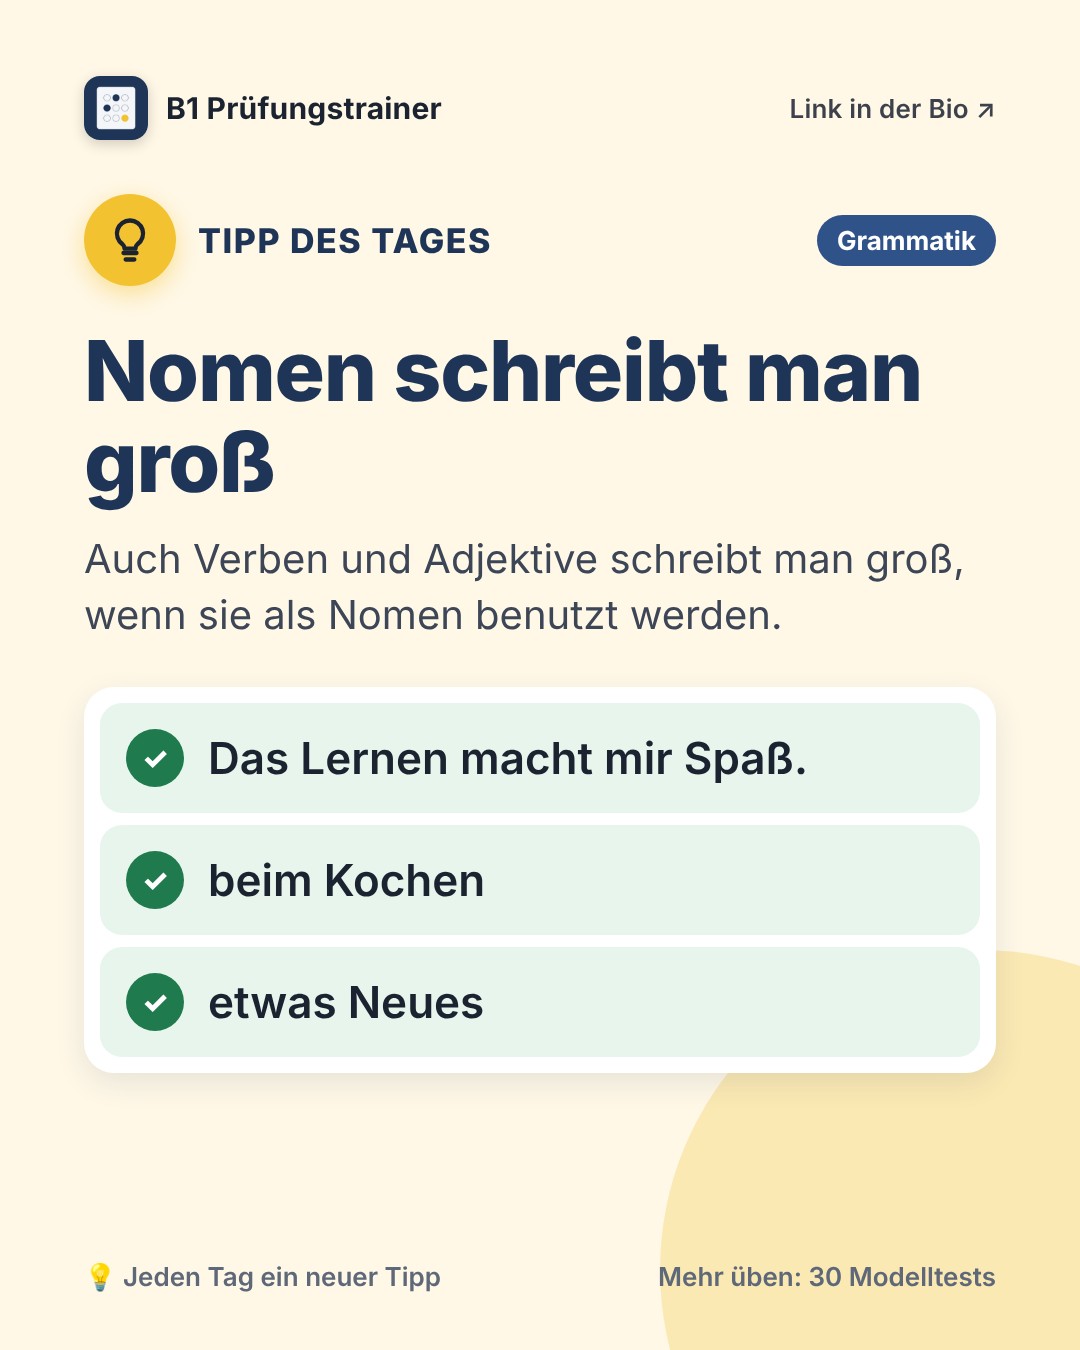 B1 Prüfungstrainer
Link in der Bio ↗
TIPP DES TAGES
Grammatik
Nomen schreibt man
groß
Auch Verben und Adjektive schreibt man groß,
wenn sie als Nomen benutzt werden.
Das Lernen macht mir Spaß.
beim Kochen
etwas Neues
💡 Jeden Tag ein neuer Tipp
Mehr üben: 30 Modelltests